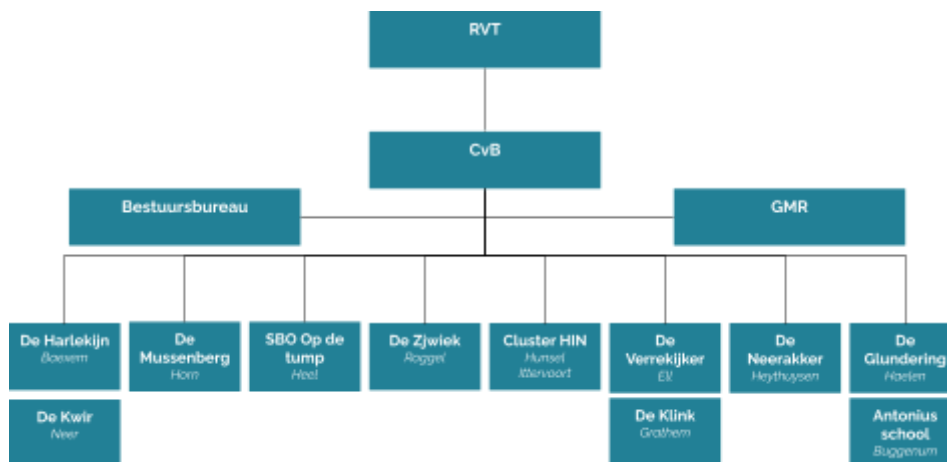 RVT
CvB
Bestuursbureau
GMR
De Harlekijn
Baexem
De
Mussenberg
Horn
SBO Op de
tump
Heel
De Zjwiek
Roggel
Cluster HIN
Hunsel
Ittervoort
De
Verrekijker
Ell
De
Neerakker
Heythuysen
De
Glundering
Haelen
De Kwir
Neer
De Klink
Grathem
Antonius
school
Buggenum